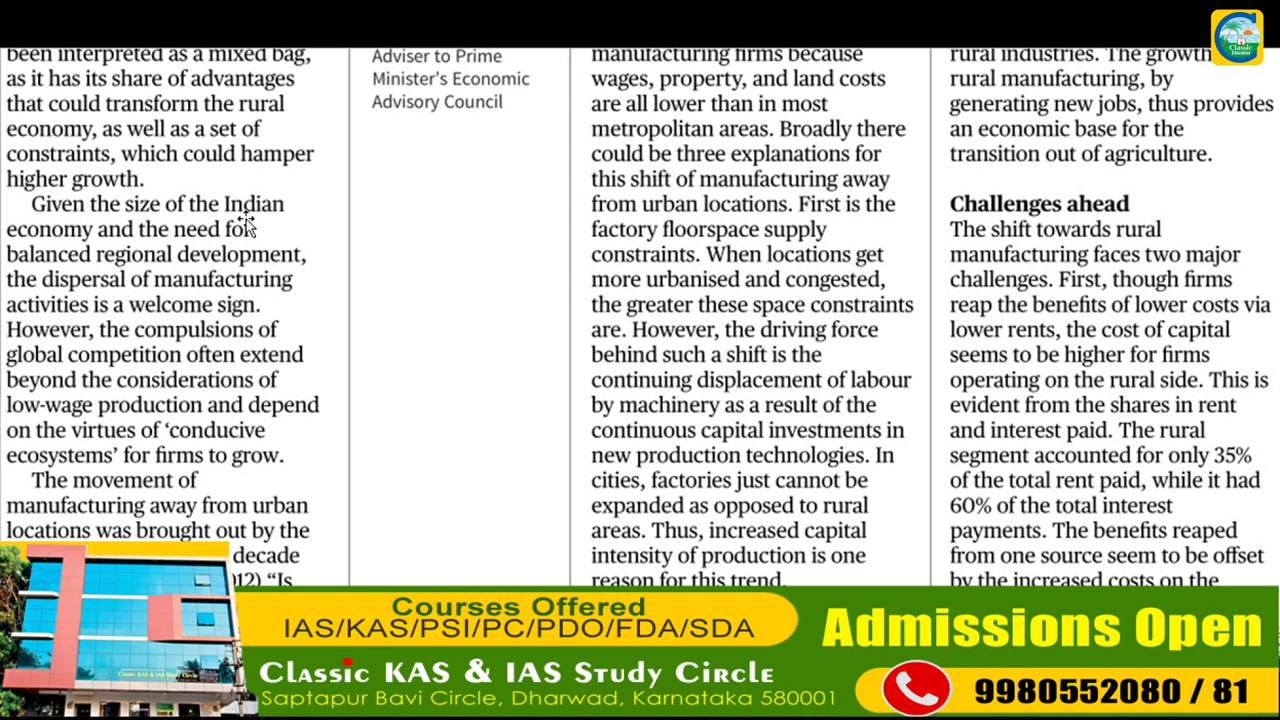 been interpreted as a mixed bag,
as it has its share of advantages
that could transform the rural
economy, as well as a set of
constraints, which could hamper
higher growth.
Given the size of the Indian
economy and the need for
balanced regional development,
the dispersal of manufacturing
activities is a welcome sign.
However, the compulsions of
global competition often extend
beyond the considerations of
low-wage production and depend
on the virtues of ‘conducive
ecosystems’ for firms to grow.
The movement of
manufacturing away from urban
locations was brought out by the
decade
12) “Is
Adviser to Prime
Minister’s Economic
Advisory Council
manufacturing firms because
wages, property, and land costs
are all lower than in most
metropolitan areas. Broadly there
could be three explanations for
this shift of manufacturing away
from urban locations. First is the
factory floorspace supply
constraints. When locations get
more urbanised and congested,
the greater these space constraints
are. However, the driving force
behind such a shift is the
continuing displacement of labour
by machinery as a result of the
continuous capital investments in
new production technologies. In
cities, factories just cannot be
expanded as opposed to rural
areas. Thus, increased capital
intensity of production is one
reason for this trend.
rural industries. The growth
rural manufacturing, by
generating new jobs, thus provides
an economic base for the
transition out of agriculture.
Challenges ahead
The shift towards rural
manufacturing faces two major
challenges. First, though firms
reap the benefits of lower costs via
lower rents, the cost of capital
seems to be higher for firms
operating on the rural side. This is
evident from the shares in rent
and interest paid. The rural
segment accounted for only 35%
of the total rent paid, while it had
60% of the total interest
payments. The benefits reaped
from one source seem to be offset
by the increased costs on the
Classic
Education
Classic KAS & IAS Study Circle
Courses Offered
IAS/KAS/PSI/PC/PDO/FDA/SDA
Classic KAS & IAS Study Circle
Saptapur Bavi Circle, Dharwad, Karnataka 580001
Admissions Open
9980552080 / 81